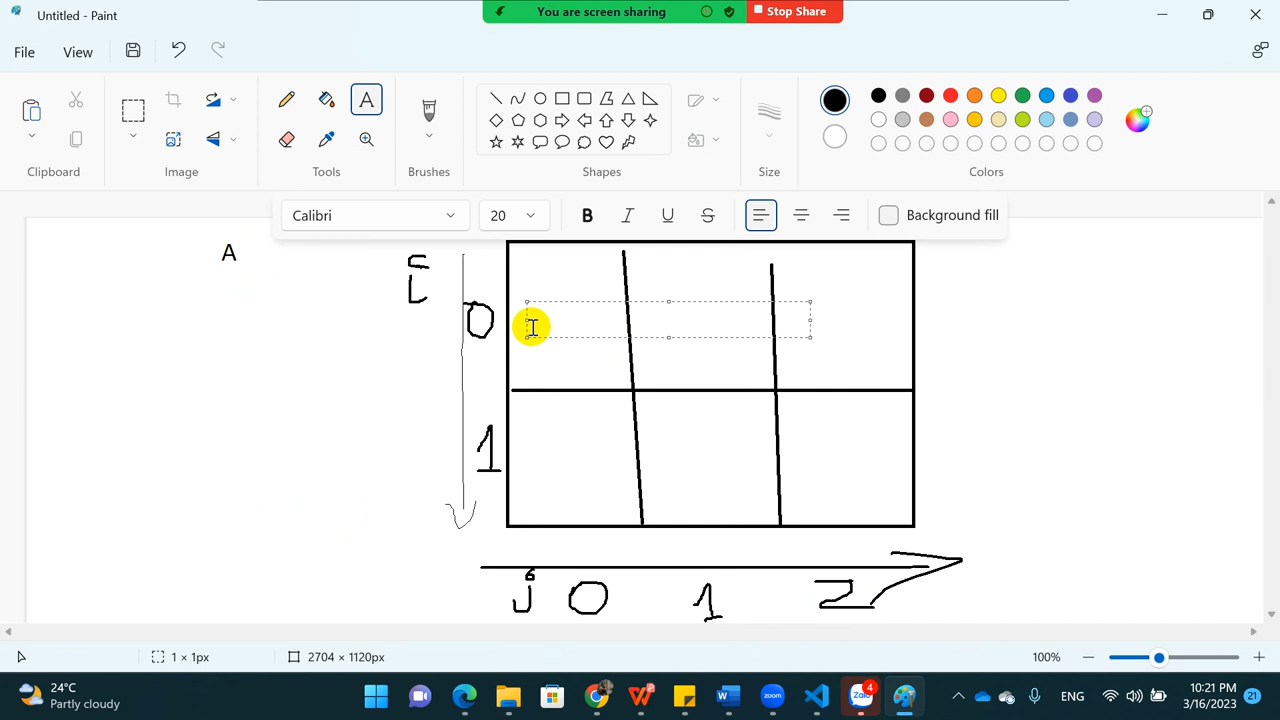 Untitled - Paint
You are screen sharing
Stop Share
File
View
Clipboard
Image
Tools
Brushes
Shapes
Size
Colors
Calibri
20
B I U S
Background fill
A
i
0
1
j 0 1 2
1 × 1px
2704 × 1120px
100%
24°C
Partly cloudy
4
ENG
10:21 PM
3/16/2023
21